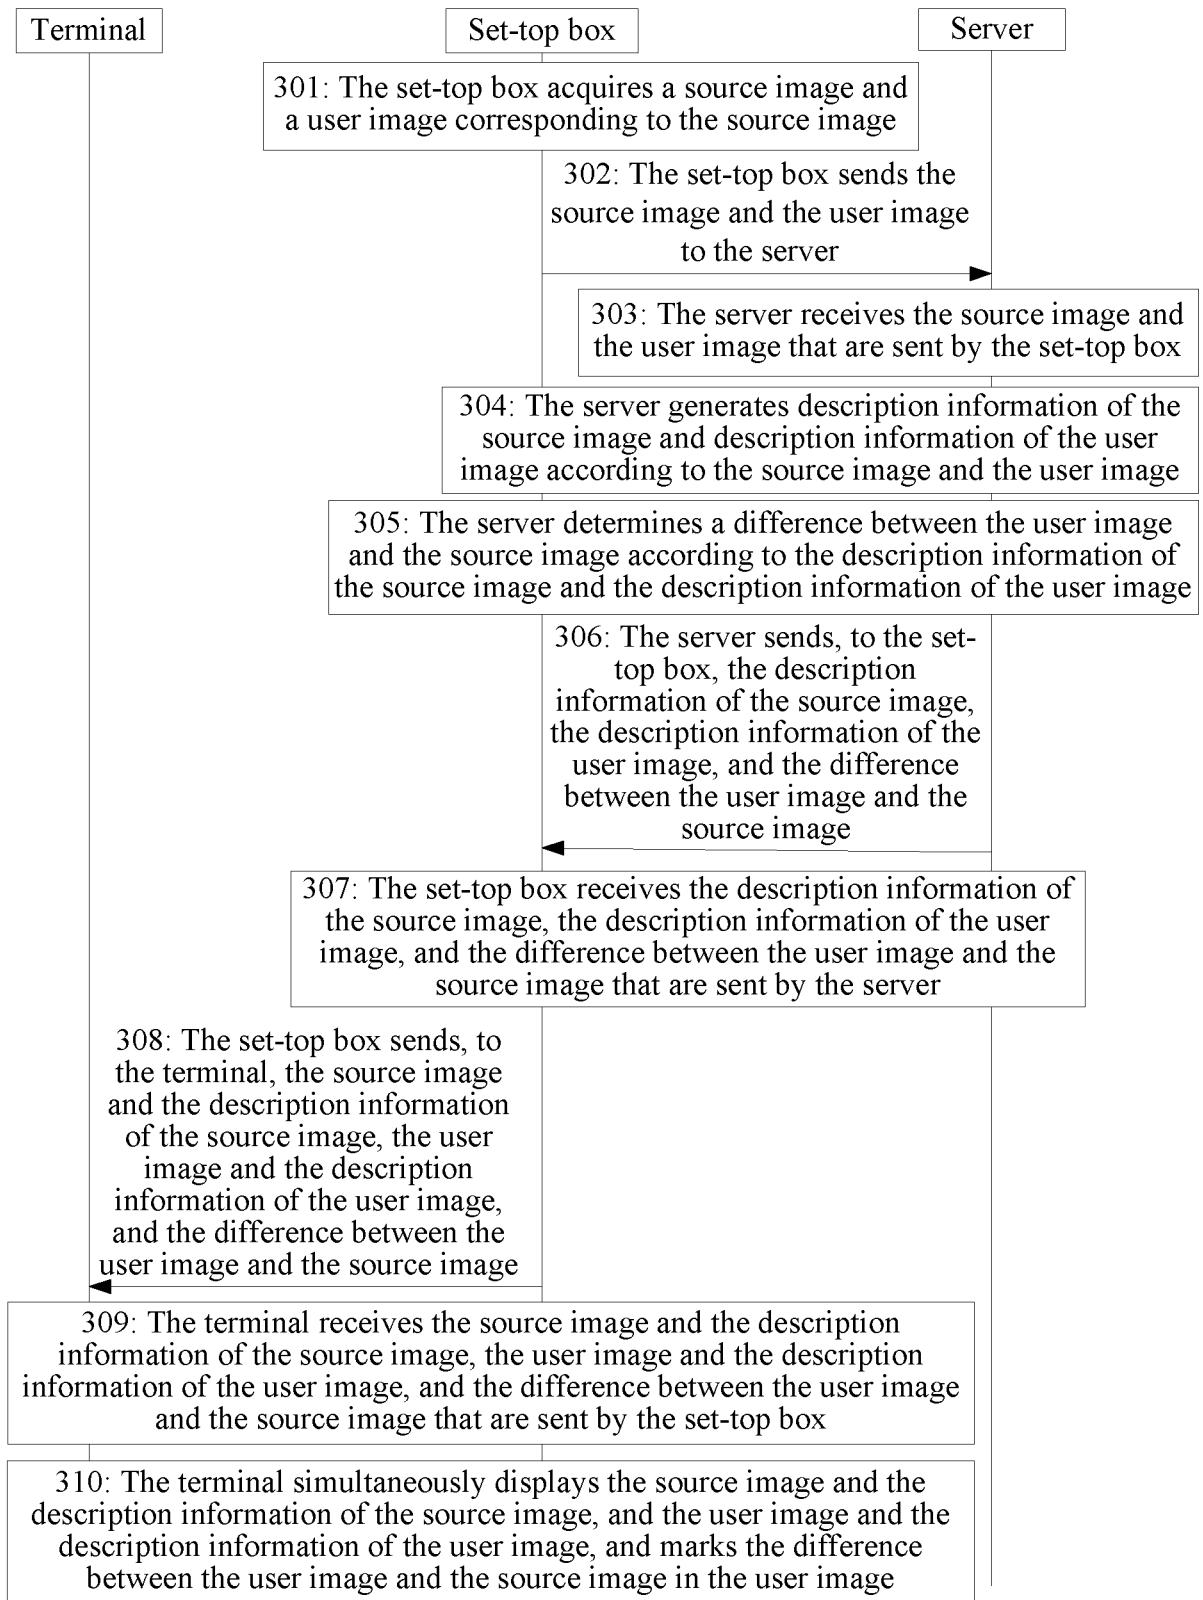 Terminal
Set-top box
Server
301: The set-top box acquires a source image and
a user image corresponding to the source image
302: The set-top box sends the
source image and the user image
to the server
303: The server receives the source image and
the user image that are sent by the set-top box
304: The server generates description information of the
source image and description information of the user
image according to the source image and the user image
305: The server determines a difference between the user image
and the source image according to the description information of
the source image and the description information of the user image
306: The server sends, to the set-
top box, the description
information of the source image,
the description information of the
user image, and the difference
between the user image and the
source image
307: The set-top box receives the description information of
the source image, the description information of the user
image, and the difference between the user image and the
source image that are sent by the server
308: The set-top box sends, to
the terminal, the source image
and the description information
of the source image, the user
image and the description
information of the user image,
and the difference between the
user image and the source image
309: The terminal receives the source image and the description
information of the source image, the user image and the description
information of the user image, and the difference between the user image
and the source image that are sent by the set-top box
310: The terminal simultaneously displays the source image and the
description information of the source image, and the user image and the
description information of the user image, and marks the difference
between the user image and the source image in the user image